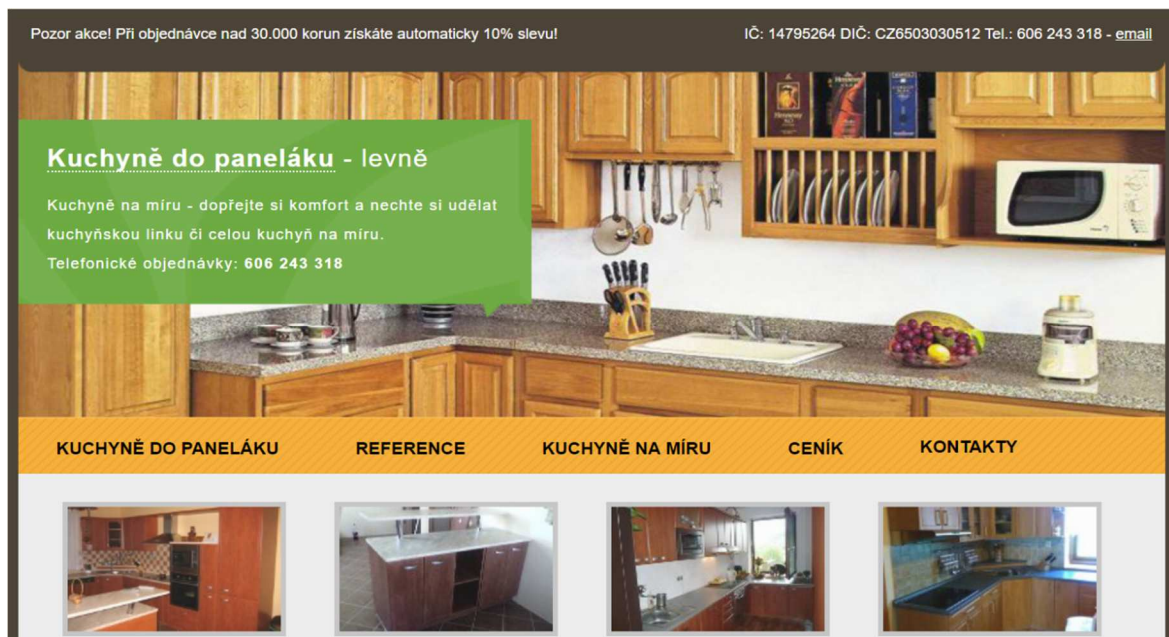 Pozor akce! Při objednávce nad 30.000 korun získáte automaticky 10% slevu!
IČ: 14795264 DIČ: CZ6503030512 Tel.: 606 243 318 - email
Kuchyně do paneláku - levně
Kuchyně na míru - dopřejte si komfort a nechte si udělat
kuchyňskou linku či celou kuchyň na míru.
Telefonické objednávky: 606 243 318
Hennessy
KUCHYNĚ DO PANELÁKU
REFERENCE
KUCHYNĚ NA MÍRU
CENÍK
KONTAKTY